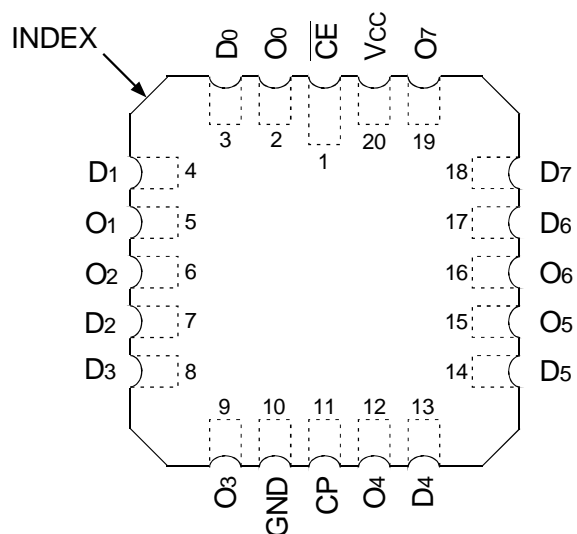 INDEX
D0 O0 CE VCC O7
3 2 1 20 19
D1 4 18 D7
O1 5 17 D6
O2 6 16 O6
D2 7 15 O5
D3 8 14 D5
9 10 11 12 13
O3 GND CP O4 D4